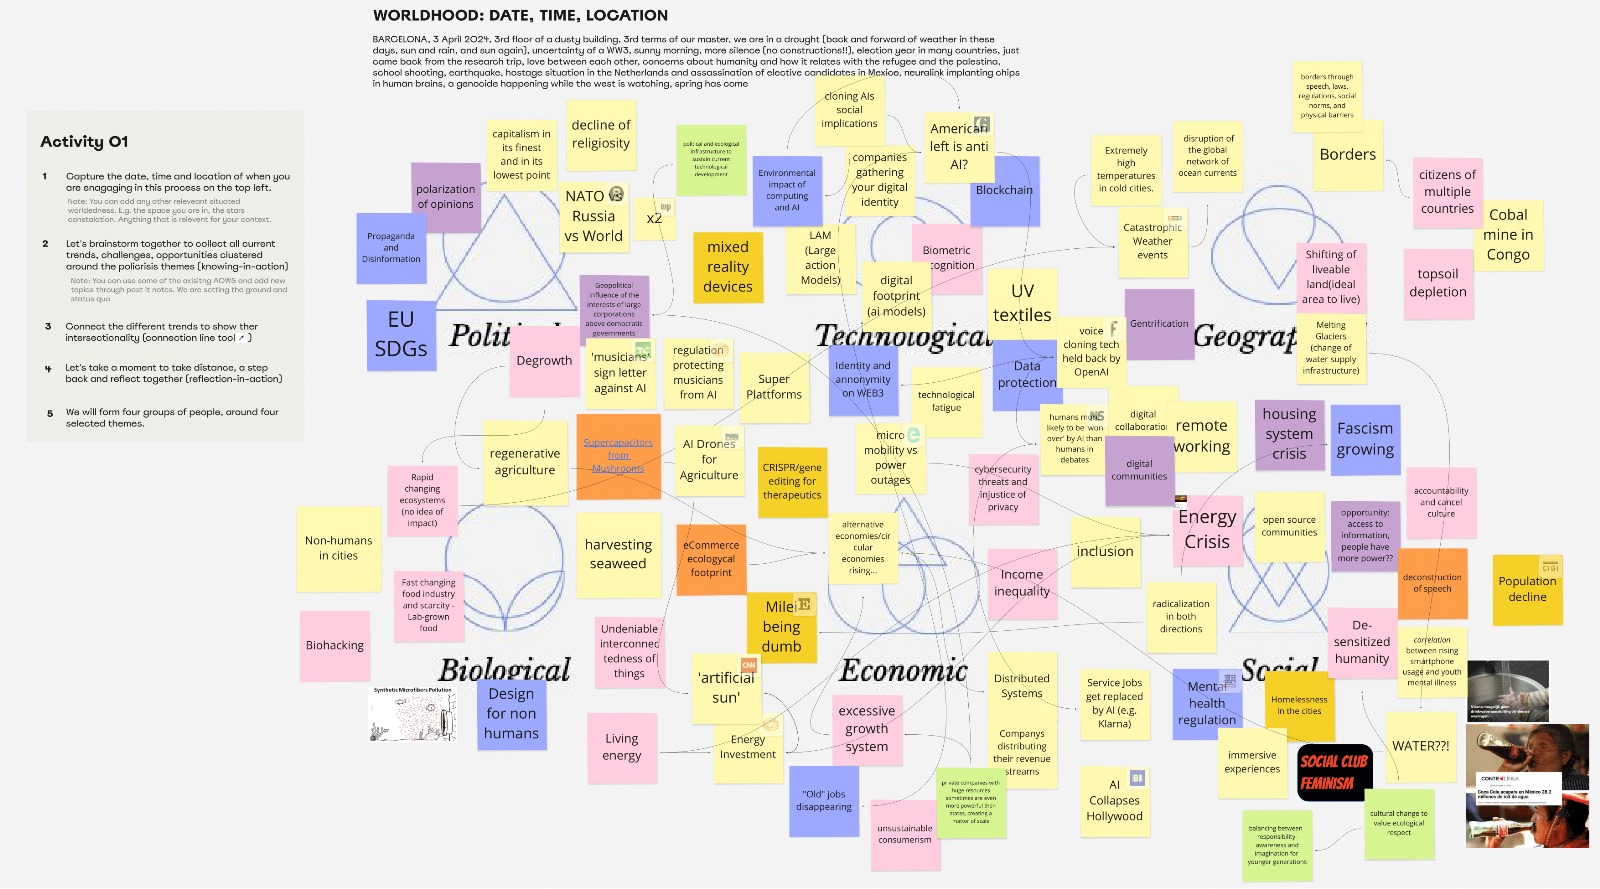 WORLDHOOD: DATE, TIME, LOCATION
BARCELONA, 3 April 2024, 3rd floor of a dusty building, 3rd terms of our master, we are in a drought (back and forward of weather in these
days, sun and rain, and sun again), uncertainty of a WW3, sunny morning, more silence (no constructions!!), election year in many countries, just
came back from the research trip, love between each other, concerns about humanity and how it relates with the refugee and the palestina,
school shooting, earthquake, hostage situation in the Netherlands and assassination of elective candidates in Mexico, neuralink implanting chips
in human brains, a genocide happening while the west is watching, spring has come
Activity 01
1 Capture the date, time and location of when you
are enagaging in this process on the top left.
Note: You can add any other releveant situated
worldedness. E.g. the space you are in, the stars
constalation. Anything that is relevent for your context.
2 Let's brainstorm together to collect all current
trends, challenges, opportunities clustered
around the policrisis themes (knowing-in-action)
Note: You can use some of the exisitng AOWS and add new
topics through post it notes. We are setting the ground and
status quo
3 Connect the different trends to show ther
intersectionality (connection line tool )
4 Let's take a moment to take distance, a step
back and reflect together (reflection-in-action)
5 We will form four groups of people, around four
selected themes.
capitalism in
its finest
and in its
lowest point
decline of
religiosity
political and ecological
infrastructure to
sustain current
technological
development
polarization
of opinions
Propaganda
and
Disinformation
NATO vs
Russia
vs World
x2
EU
SDGs
Geopolitical
influence of the
interests of large
corporations
above democratic
governments
mixed
reality
devices
Political
Degrowth
'musicians'
sign letter
against AI
regulation
protecting
musicians
from AI
Super
Plattforms
cloning AIs
social
implications
American
left is anti
AI?
Environmental
impact of
computing
and AI
companies
gathering
your digital
identity
Blockchain
LAM
(Large
action
Models)
Biometric
cognition
digital
footprint
(ai models)
UV
textiles
Technological
Identity and
annonymity
on WEB3
technological
fatigue
Data
protection
voice
cloning tech
held back by
OpenAI
humans more
likely to be 'won
over' by AI than
humans in
debates
digital
collaboration
remote
working
digital
communities
micro
mobility vs
power
outages
cybersecurity
threats and
injustice of
privacy
borders through
speech, laws,
regulations, social
norms, and
physical barriers
Borders
Extremely
high
temperatures
in cold cities.
disruption of
the global
network of
ocean currents
citizens of
multiple
countries
Cobal
mine in
Congo
Catastrophic
Weather
events
Shifting of
liveable
land(ideal
area to live)
topsoil
depletion
Gentrification
Geograp
Melting
Glaciers
(change of
water supply
infrastructure)
housing
system
crisis
Fascism
growing
regenerative
agriculture
Supercapacitors
from
Mushrooms
AI Drones
for
Agriculture
CRISPR/gene
editing for
therapeutics
Rapid
changing
ecosystems
(no idea of
impact)
Non-humans
in cities
harvesting
seaweed
eCommerce
ecologycal
footprint
Fast changing
food industry
and scarcity -
Lab-grown
food
Biohacking
Undeniable
interconnec
tedness of
things
Biological
Synthetic Microfibers Pollution
Design
for non
humans
Living
energy
alternative
economies/cir
cular
economies
rising...
Milei
being
dumb
Income
inequality
inclusion
Economic
'artificial
sun'
CNN
Energy
Investment
excessive
growth
system
"Old" jobs
disappearing
unsustainable
consumerism
private companies with
huge resources
sometimes are even
more powerful then
states, creating a
matter of scale
Distributed
Systems
Companys
distributing
their revenue
streams
Service Jobs
get replaced
by AI (e.g.
Klarna)
AI
Collapses
Hollywood
BI
Energy
Crisis
open source
communities
opportunity:
access to
information,
people have
more power??
accountability
and cancel
culture
deconstruction
of speech
Population
decline
CIGI
radicalization
in both
directions
De-
sensitized
humanity
correlation
between rising
smartphone
usage and youth
mental illness
Social
Mental
health
regulation
Homelessness
in the cities
immersive
experiences
SOCIAL CLUB
FEMINISM
WATER??!
cultural change to
value ecological
respect
balancing between
responsibility-
awareness and
imagination for
younger generations
CONTRALÍNEA
Coca Cola acapara en México 28.2
millones de m3 de agua